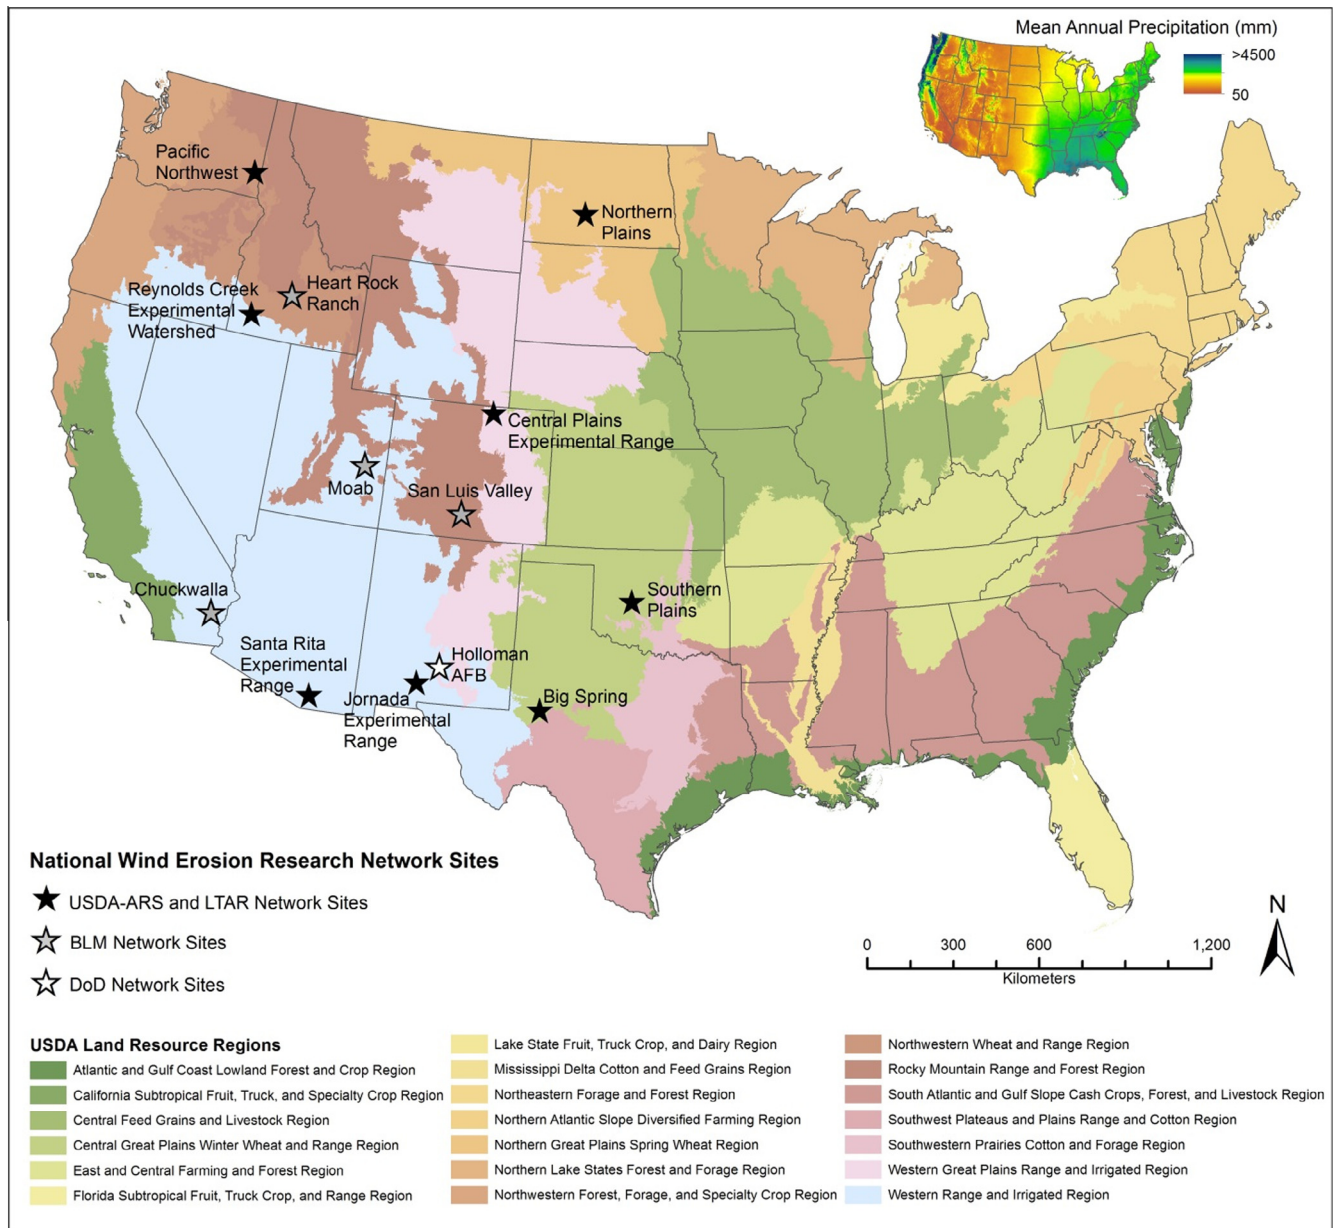 Mean Annual Precipitation (mm)
>4500
50
Pacific
Northwest
Northern
Plains
Reynolds Creek
Experimental
Watershed
Heart Rock
Ranch
Central Plains
Experimental Range
Moab
San Luis Valley
Chuckwalla
Southern
Plains
Santa Rita
Experimental
Range
Holloman
AFB
Jornada
Experimental
Range
Big Spring
National Wind Erosion Research Network Sites
USDA-ARS and LTAR Network Sites
BLM Network Sites
DoD Network Sites
N
0 300 600 1,200
Kilometers
USDA Land Resource Regions
Atlantic and Gulf Coast Lowland Forest and Crop Region
California Subtropical Fruit, Truck, and Specialty Crop Region
Central Feed Grains and Livestock Region
Central Great Plains Winter Wheat and Range Region
East and Central Farming and Forest Region
Florida Subtropical Fruit, Truck Crop, and Range Region
Lake State Fruit, Truck Crop, and Dairy Region
Mississippi Delta Cotton and Feed Grains Region
Northeastern Forage and Forest Region
Northern Atlantic Slope Diversified Farming Region
Northern Great Plains Spring Wheat Region
Northern Lake States Forest and Forage Region
Northwestern Forest, Forage, and Specialty Crop Region
Northwestern Wheat and Range Region
Rocky Mountain Range and Forest Region
South Atlantic and Gulf Slope Cash Crops, Forest, and Livestock Region
Southwest Plateaus and Plains Range and Cotton Region
Southwestern Prairies Cotton and Forage Region
Western Great Plains Range and Irrigated Region
Western Range and Irrigated Region